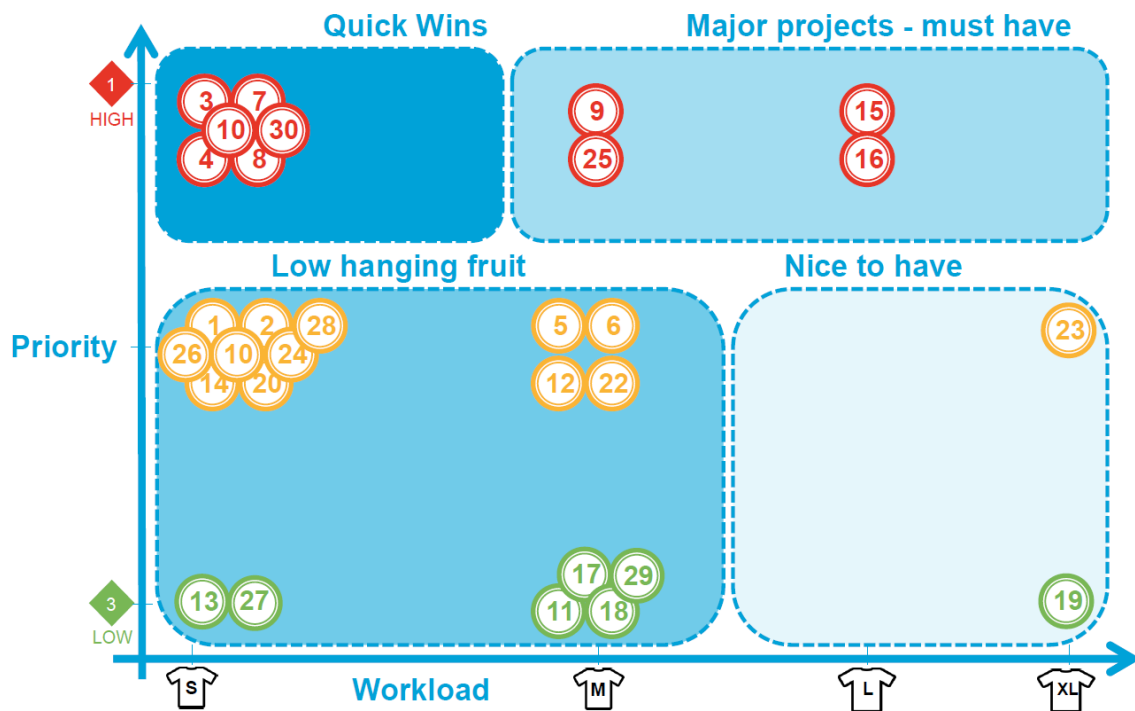 Quick Wins
Major projects - must have
1
HIGH
3 7
10 30
4 8
9
25
15
16
Low hanging fruit
Nice to have
Priority
1 2 28
26 10 24
14 20
5 6
12 22
23
13 27
17 29
11 18
19
3
LOW
S
Workload
M
L
XL